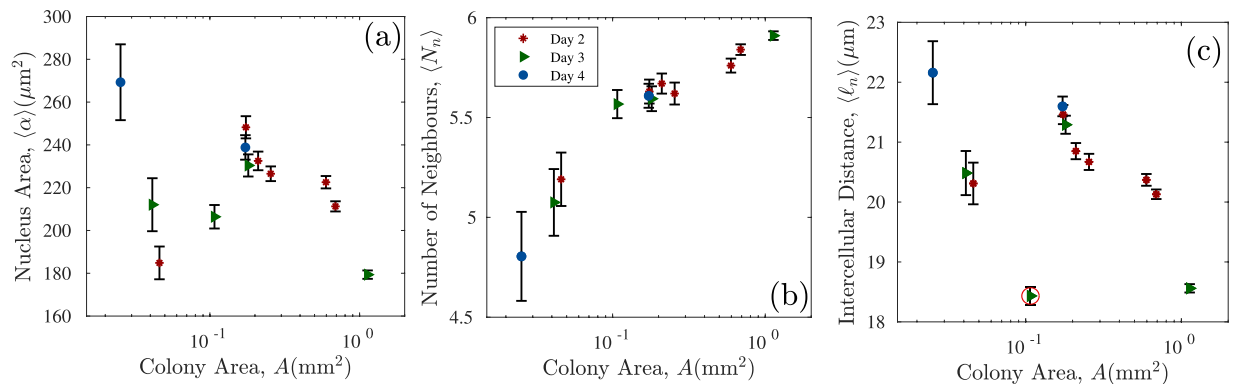 (a)
300
280
260
240
220
200
180
160
10⁻¹
10⁰
Nucleus Area, ⟨α⟩(μm²)
Colony Area, A(mm²)
Day 2
Day 3
Day 4
6
5.5
5
4.5
10⁻¹
10⁰
(b)
Number of Neighbours, ⟨Nₙ⟩
Colony Area, A(mm²)
(c)
23
22
21
20
19
18
10⁻¹
10⁰
Intercellular Distance, ⟨ℓₙ⟩(μm)
Colony Area, A(mm²)